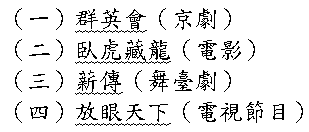 （一）群英會（京劇）
（二）臥虎藏龍（電影）
（三）薪傳（舞臺劇）
（四）放眼天下（電視節目）